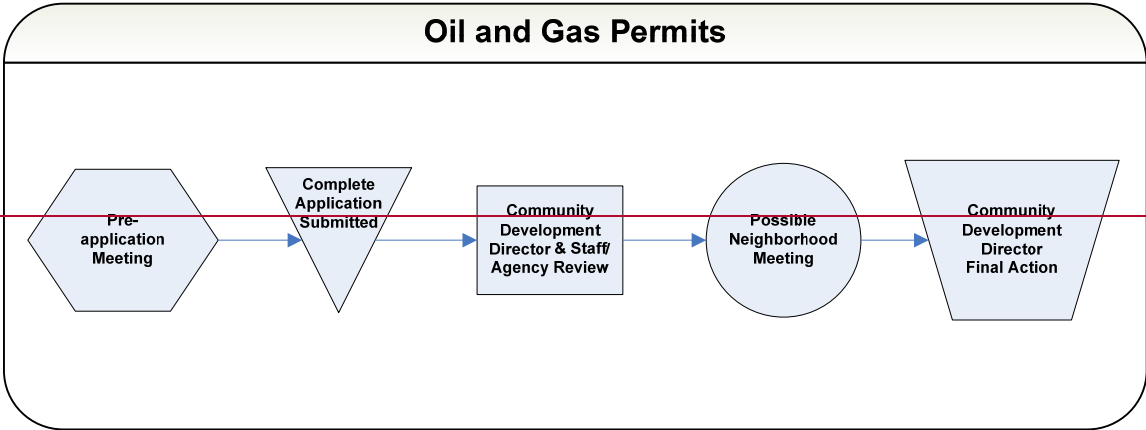 Oil and Gas Permits
Pre-
application
Meeting
Complete
Application
Submitted
Community
Development
Director & Staff/
Agency Review
Possible
Neighborhood
Meeting
Community
Development
Director
Final Action